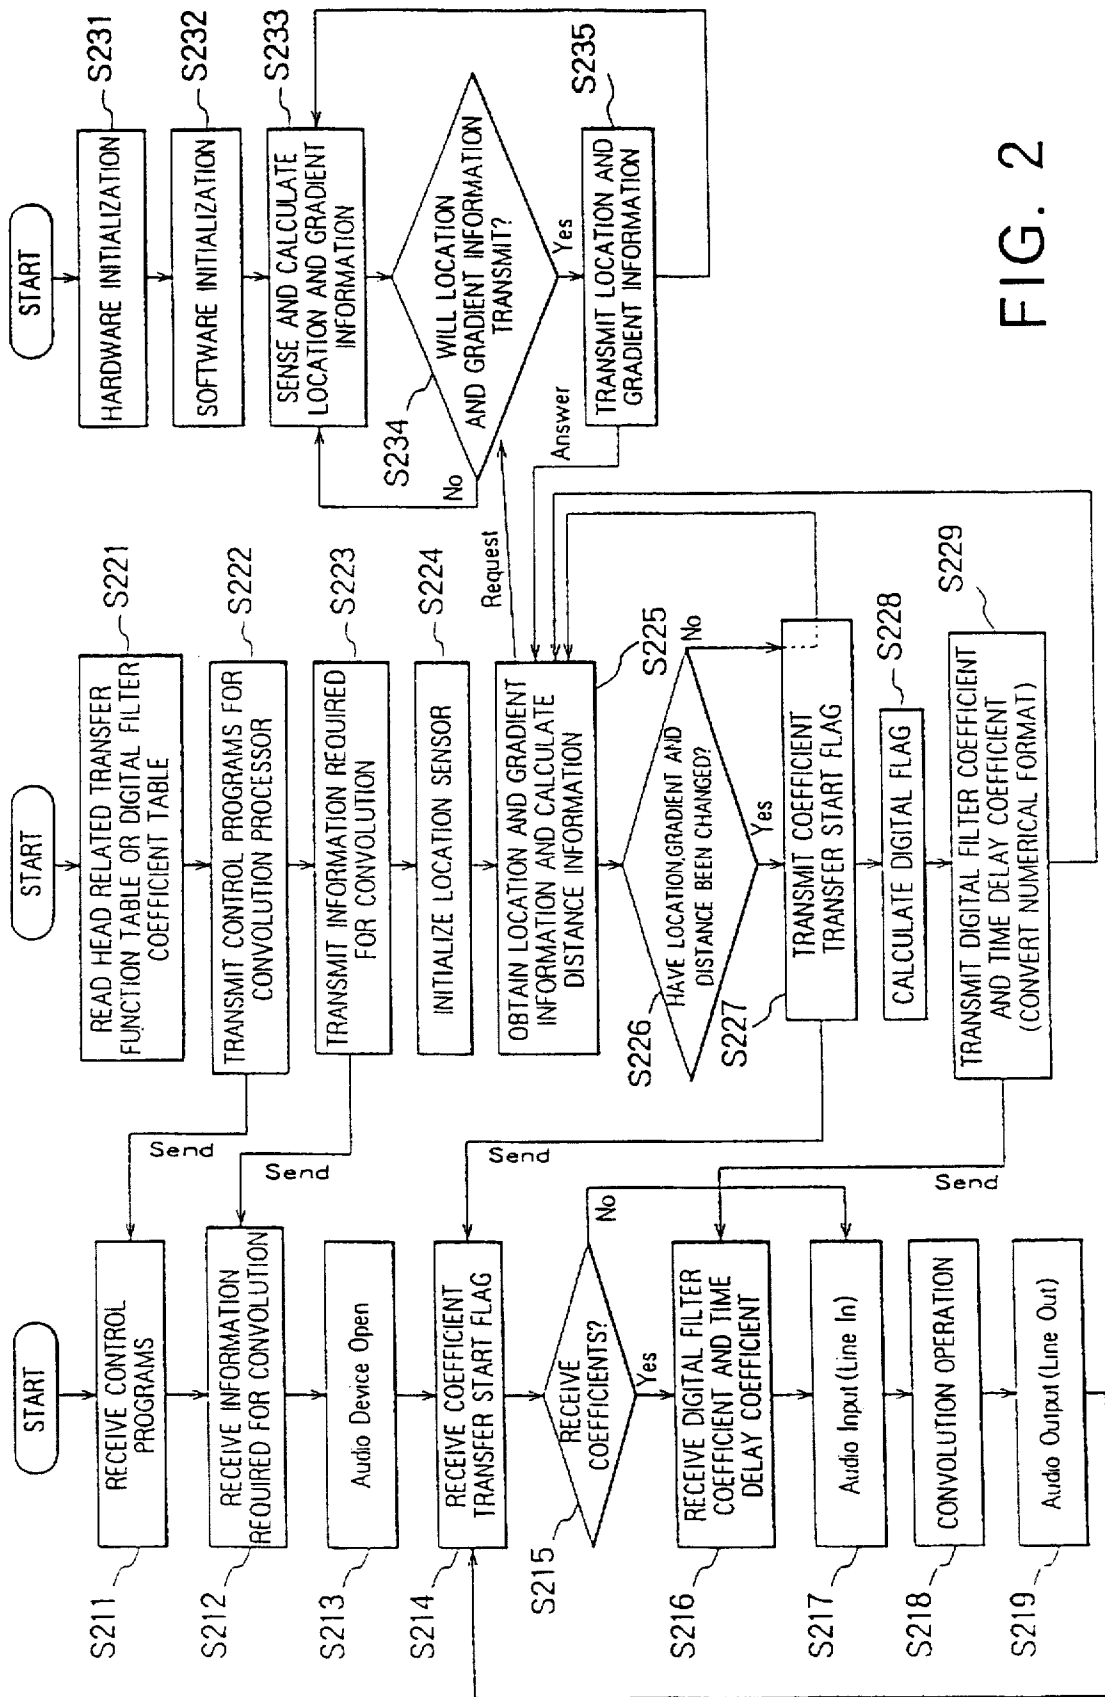 START
RECEIVE CONTROL
PROGRAMS
S211
Send
RECEIVE INFORMATION
REQUIRED FOR CONVOLUTION
S212
Send
Audio Device Open
S213
RECEIVE COEFFICIENT
TRANSFER START FLAG
S214
Send
RECEIVE
COEFFICIENTS?
S215
No
Yes
RECEIVE DIGITAL FILTER
COEFFICIENT AND TIME
DELAY COEFFICIENT
S216
Send
Audio Input (Line In)
S217
CONVOLUTION OPERATION
S218
Audio Output (Line Out)
S219
START
READ HEAD RELATED TRANSFER
FUNCTION TABLE OR DIGITAL FILTER
COEFFICIENT TABLE
S221
TRANSMIT CONTROL PROGRAMS FOR
CONVOLUTION PROCESSOR
S222
TRANSMIT INFORMATION REQUIRED
FOR CONVOLUTION
S223
INITIALIZE LOCATION SENSOR
S224
OBTAIN LOCATION AND GRADIENT
INFORMATION AND CALCULATE
DISTANCE INFORMATION
S225
Request
Answer
HAVE LOCATION,GRADIENT AND
DISTANCE BEEN CHANGED?
S226
No
Yes
TRANSMIT COEFFICIENT
TRANSFER START FLAG
S227
CALCULATE DIGITAL FLAG
S228
TRANSMIT DIGITAL FILTER COEFFICIENT
AND TIME DELAY COEFFICIENT
(CONVERT NUMERICAL FORMAT)
S229
START
HARDWARE INITIALIZATION
S231
SOFTWARE INITIALIZATION
S232
SENSE AND CALCULATE
LOCATION AND GRADIENT
INFORMATION
S233
WILL LOCATION
AND GRADIENT INFORMATION
TRANSMIT?
S234
No
Yes
TRANSMIT LOCATION AND
GRADIENT INFORMATION
S235
FIG. 2